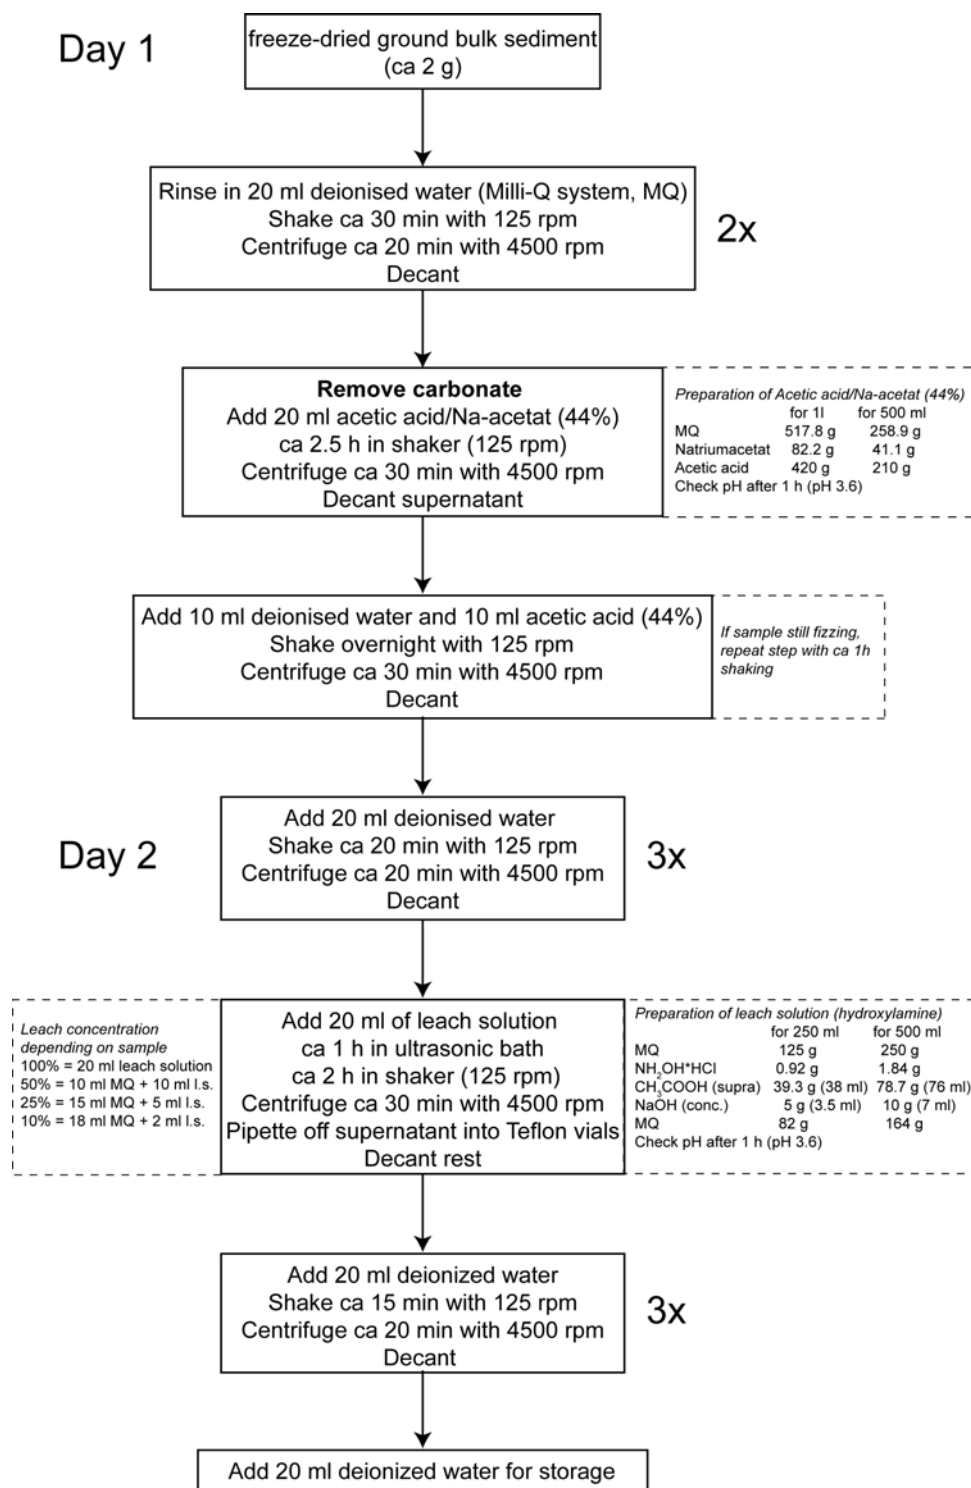 Day 1
freeze-dried ground bulk sediment
(ca 2 g)
Rinse in 20 ml deionised water (Milli-Q system, MQ)
Shake ca 30 min with 125 rpm
Centrifuge ca 20 min with 4500 rpm
Decant
2x
Remove carbonate
Add 20 ml acetic acid/Na-acetat (44%)
ca 2.5 h in shaker (125 rpm)
Centrifuge ca 30 min with 4500 rpm
Decant supernatant
Preparation of Acetic acid/Na-acetat (44%)
for 1l for 500 ml
MQ 517.8 g 258.9 g
Natriumacetat 82.2 g 41.1 g
Acetic acid 420 g 210 g
Check pH after 1 h (pH 3.6)
Add 10 ml deionised water and 10 ml acetic acid (44%)
Shake overnight with 125 rpm
Centrifuge ca 30 min with 4500 rpm
Decant
If sample still fizzing,
repeat step with ca 1h
shaking
Day 2
Add 20 ml deionised water
Shake ca 20 min with 125 rpm
Centrifuge ca 20 min with 4500 rpm
Decant
3x
Leach concentration
depending on sample
100% = 20 ml leach solution
50% = 10 ml MQ + 10 ml l.s.
25% = 15 ml MQ + 5 ml l.s.
10% = 18 ml MQ + 2 ml l.s.
Add 20 ml of leach solution
ca 1 h in ultrasonic bath
ca 2 h in shaker (125 rpm)
Centrifuge ca 30 min with 4500 rpm
Pipette off supernatant into Teflon vials
Decant rest
Preparation of leach solution (hydroxylamine)
for 250 ml for 500 ml
MQ 125 g 250 g
NH₂OH*HCl 0.92 g 1.84 g
CH₃COOH (supra) 39.3 g (38 ml) 78.7 g (76 ml)
NaOH (conc.) 5 g (3.5 ml) 10 g (7 ml)
MQ 82 g 164 g
Check pH after 1 h (pH 3.6)
Add 20 ml deionized water
Shake ca 15 min with 125 rpm
Centrifuge ca 20 min with 4500 rpm
Decant
3x
Add 20 ml deionized water for storage